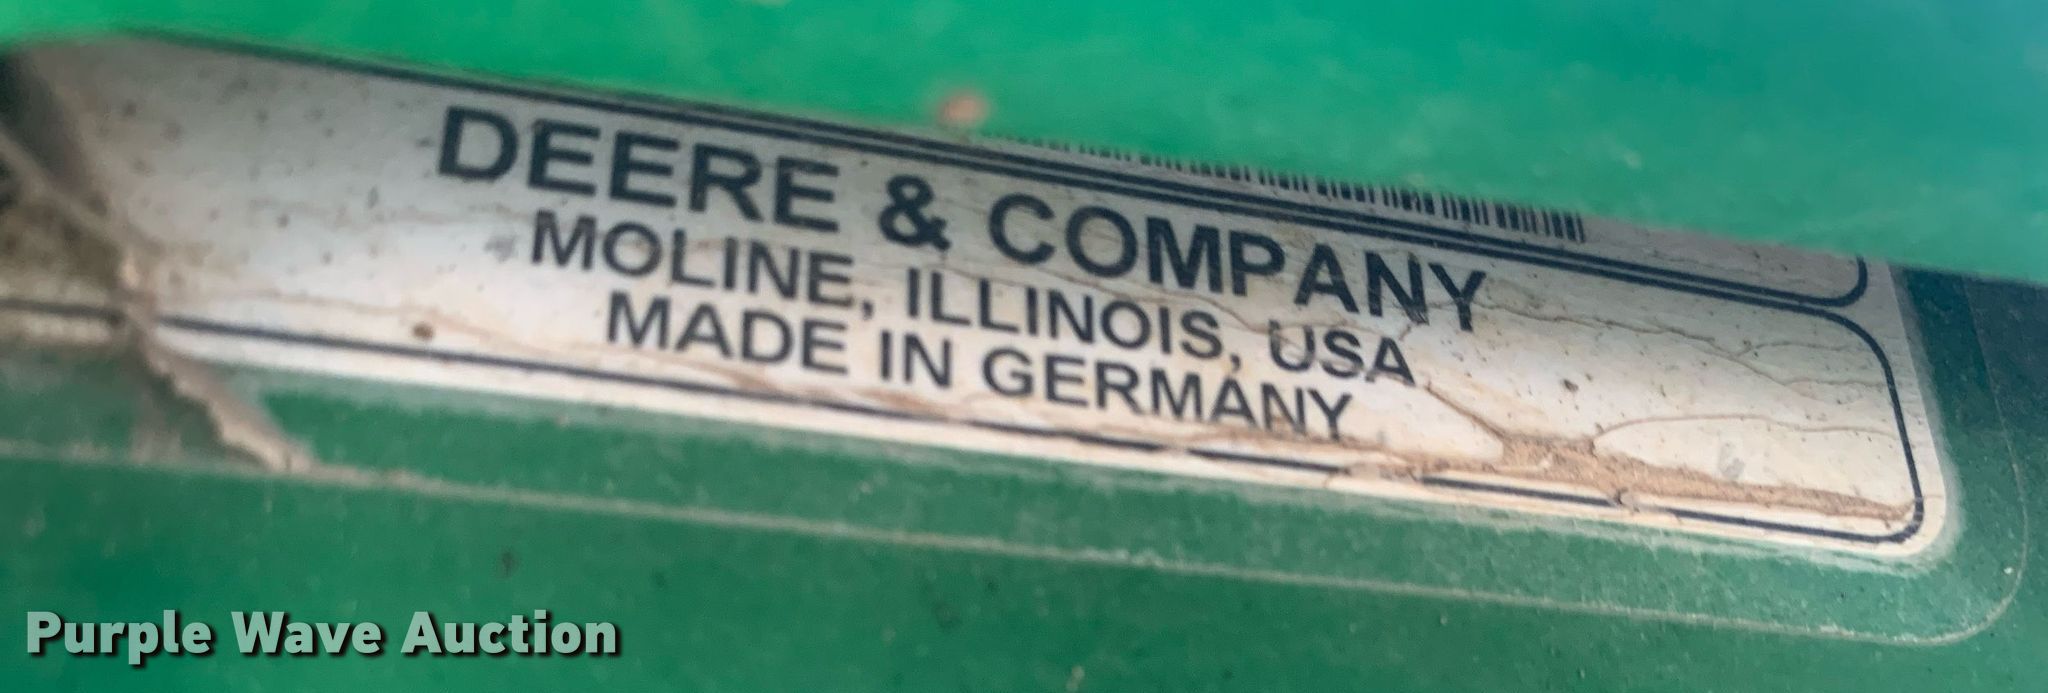 DEERE & COMPANY
MOLINE, ILLINOIS, USA
MADE IN GERMANY
Purple Wave Auction